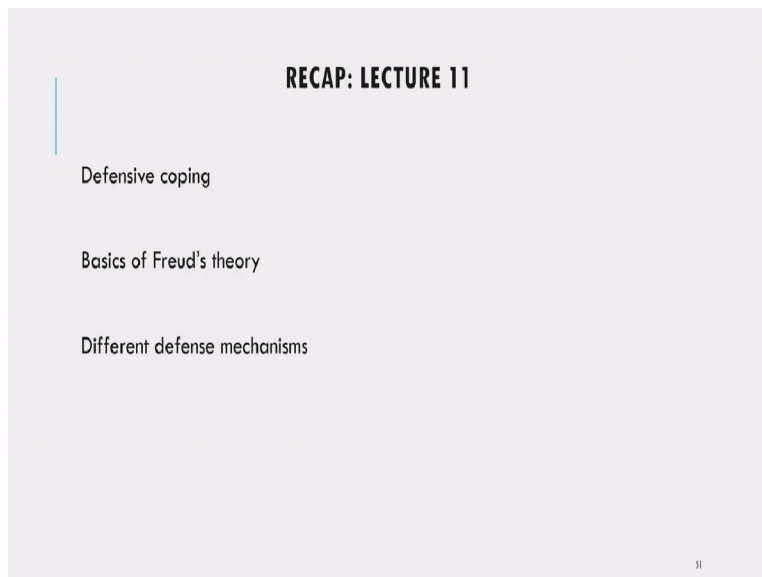 RECAP: LECTURE 11
Defensive coping
Basics of Freud's theory
Different defense mechanisms
51